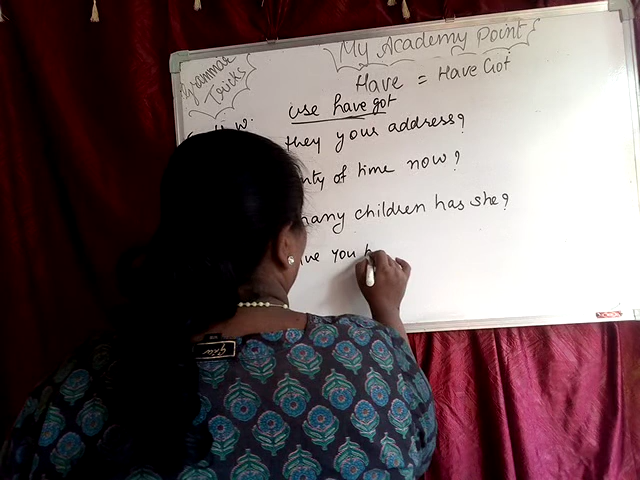 My Academy Point
Grammar
Tricks
Have = Have Got
use have got
they your address?
of time now?
many children has she?
you